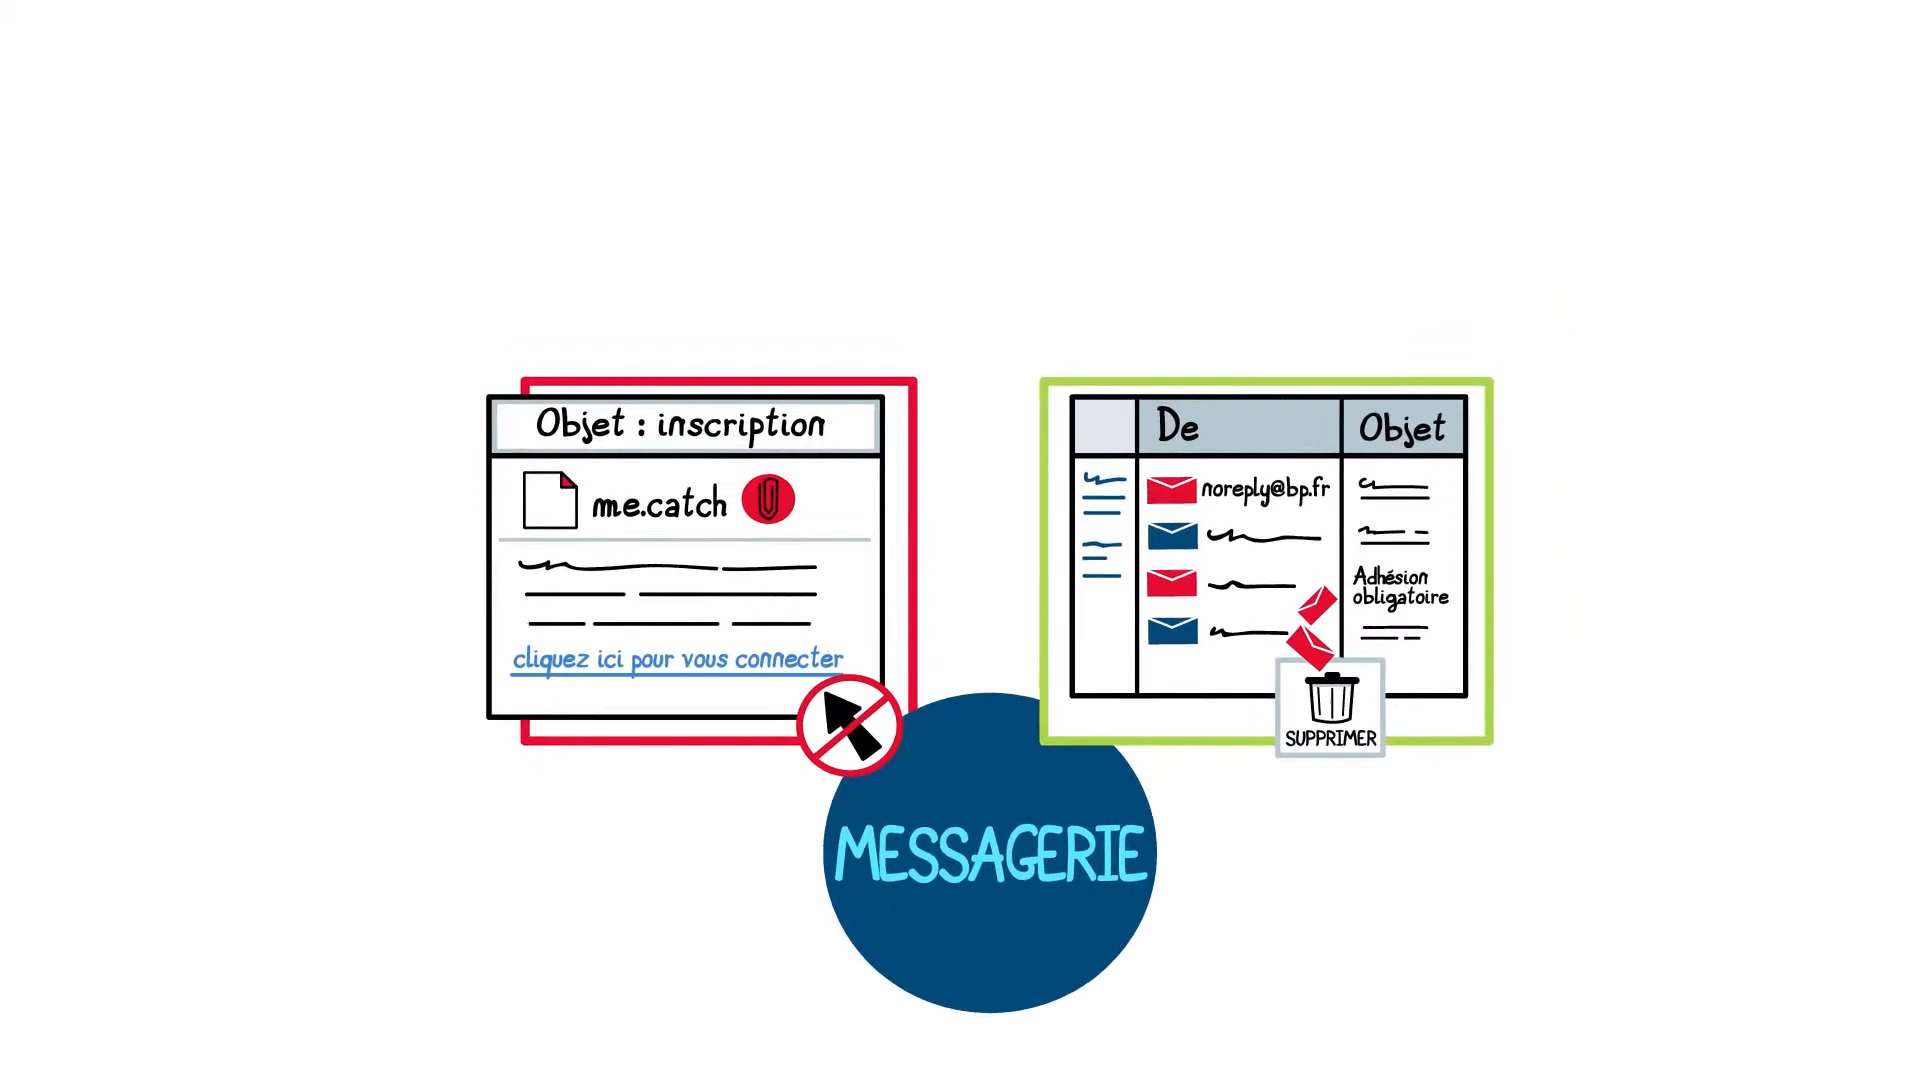 Objet : inscription
me.catch
cliquez ici pour vous connecter
De
Objet
noreply@bp.fr
Adhésion
obligatoire
SUPPRIMER
MESSAGERIE